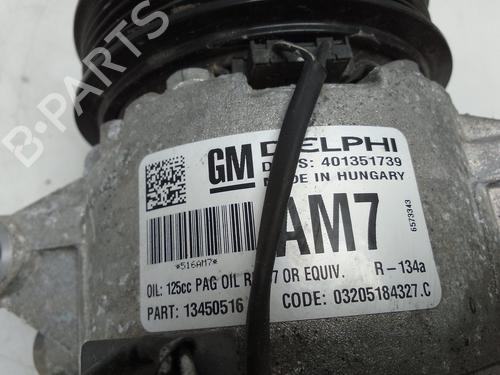 B-PARTS
GM DELPHI
401351739
MADE IN HUNGARY
AM7
*516AM7*
6573343
OIL: 125cc PAG OIL OR EQUIV. R-134a
PART: 13450516 CODE: 03205184327.C